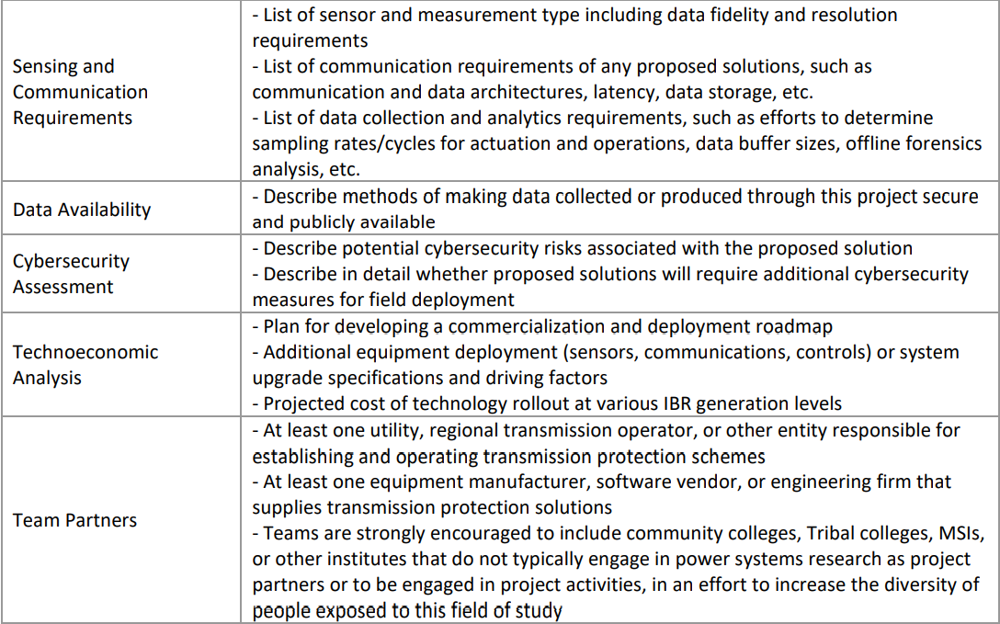 Sensing and
Communication
Requirements
- List of sensor and measurement type including data fidelity and resolution
requirements
- List of communication requirements of any proposed solutions, such as
communication and data architectures, latency, data storage, etc.
- List of data collection and analytics requirements, such as efforts to determine
sampling rates/cycles for actuation and operations, data buffer sizes, offline forensics
analysis, etc.
Data Availability
- Describe methods of making data collected or produced through this project secure
and publicly available
Cybersecurity
Assessment
- Describe potential cybersecurity risks associated with the proposed solution
- Describe in detail whether proposed solutions will require additional cybersecurity
measures for field deployment
Technoeconomic
Analysis
- Plan for developing a commercialization and deployment roadmap
- Additional equipment deployment (sensors, communications, controls) or system
upgrade specifications and driving factors
- Projected cost of technology rollout at various IBR generation levels
Team Partners
- At least one utility, regional transmission operator, or other entity responsible for
establishing and operating transmission protection schemes
- At least one equipment manufacturer, software vendor, or engineering firm that
supplies transmission protection solutions
- Teams are strongly encouraged to include community colleges, Tribal colleges, MSIs,
or other institutes that do not typically engage in power systems research as project
partners or to be engaged in project activities, in an effort to increase the diversity of
people exposed to this field of study